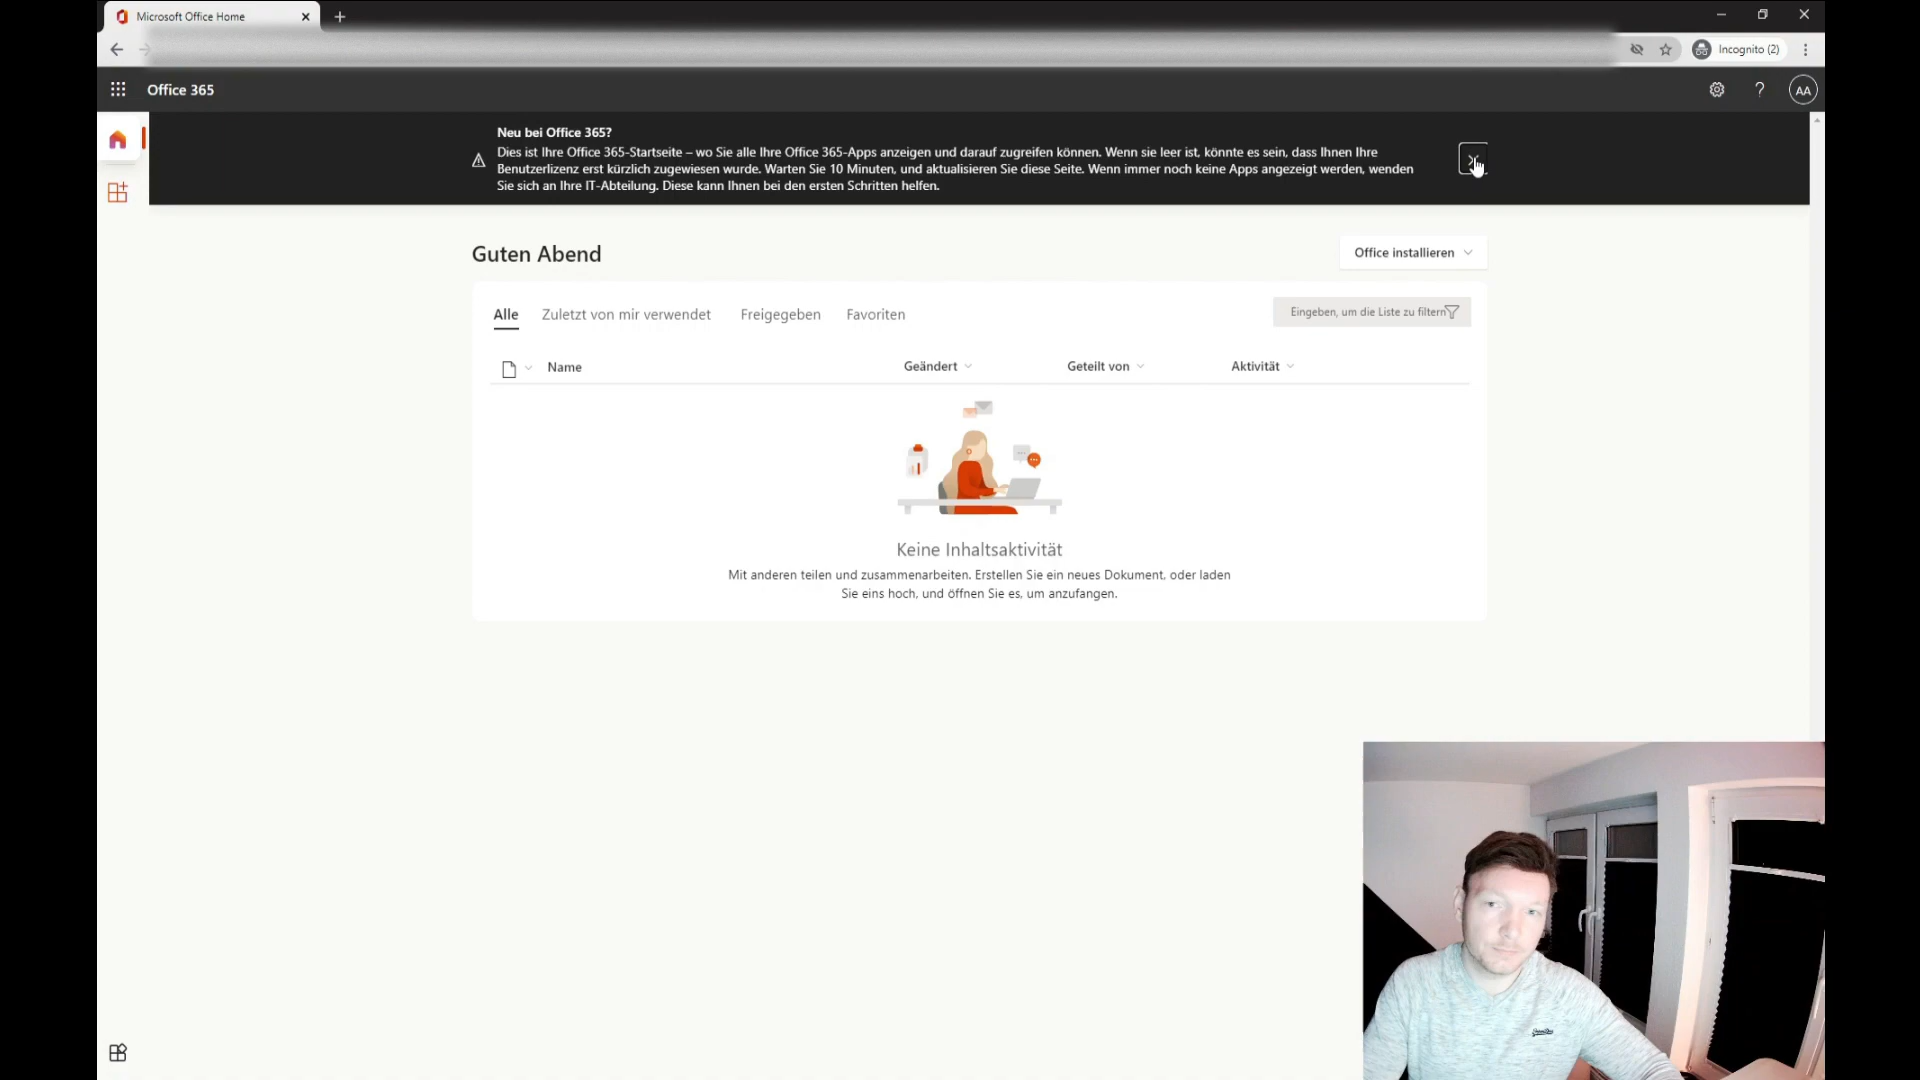 Microsoft Office Home
Incognito (2)
Office 365
AA
Neu bei Office 365?
Dies ist Ihre Office 365-Startseite – wo Sie alle Ihre Office 365-Apps anzeigen und darauf zugreifen können. Wenn sie leer ist, könnte es sein, dass Ihnen Ihre
Benutzerlizenz erst kürzlich zugewiesen wurde. Warten Sie 10 Minuten, und aktualisieren Sie diese Seite. Wenn immer noch keine Apps angezeigt werden, wenden
Sie sich an Ihre IT-Abteilung. Diese kann Ihnen bei den ersten Schritten helfen.
Guten Abend
Office installieren
Alle Zuletzt von mir verwendet Freigegeben Favoriten
Eingeben, um die Liste zu filtern
Name Geändert Geteilt von Aktivität
Keine Inhaltsaktivität
Mit anderen teilen und zusammenarbeiten. Erstellen Sie ein neues Dokument, oder laden
Sie eins hoch, und öffnen Sie es, um anzufangen.